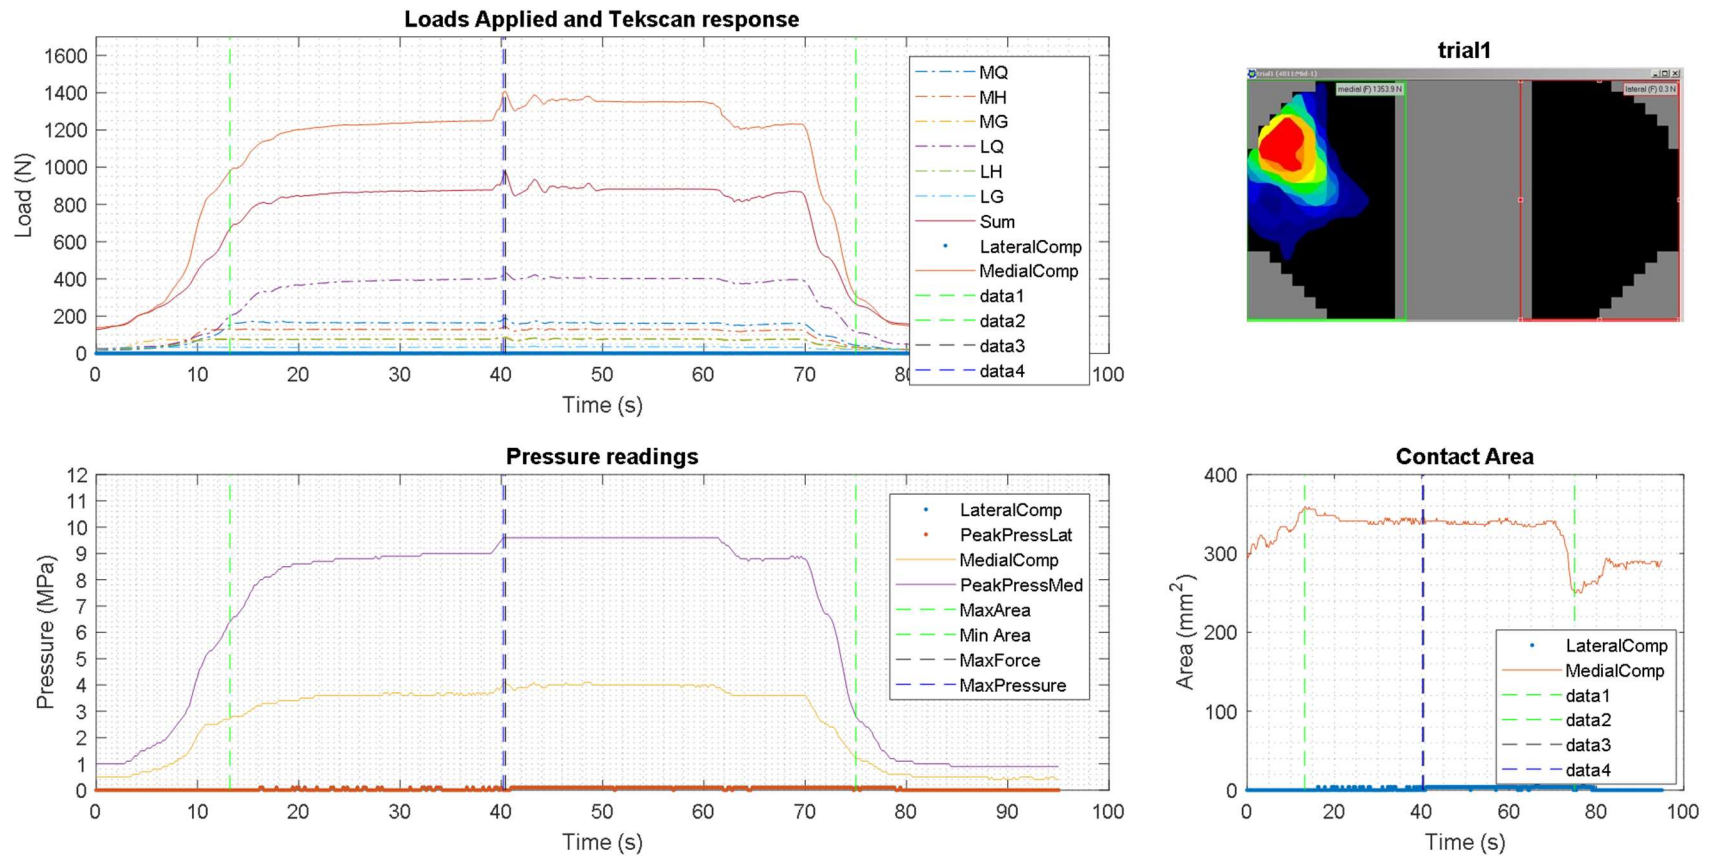 Loads Applied and Tekscan response
Load (N)
1600
1400
1200
1000
800
600
400
200
0
0 10 20 30 40 50 60 70 80 100
Time (s)
MQ
MH
MG
LQ
LH
LG
Sum
LateralComp
MedialComp
data1
data2
data3
data4
trial1
trial1 (4011:Mid-1)
medial (F) 1353.9 N
lateral (F) 0.3 N
Pressure readings
Pressure (MPa)
12
11
10
9
8
7
6
5
4
3
2
1
0
0 10 20 30 40 50 60 70 80 90 100
Time (s)
LateralComp
PeakPressLat
MedialComp
PeakPressMed
MaxArea
Min Area
MaxForce
MaxPressure
Contact Area
Area (mm²)
400
300
200
100
0
0 20 40 60 80 100
Time (s)
LateralComp
MedialComp
data1
data2
data3
data4